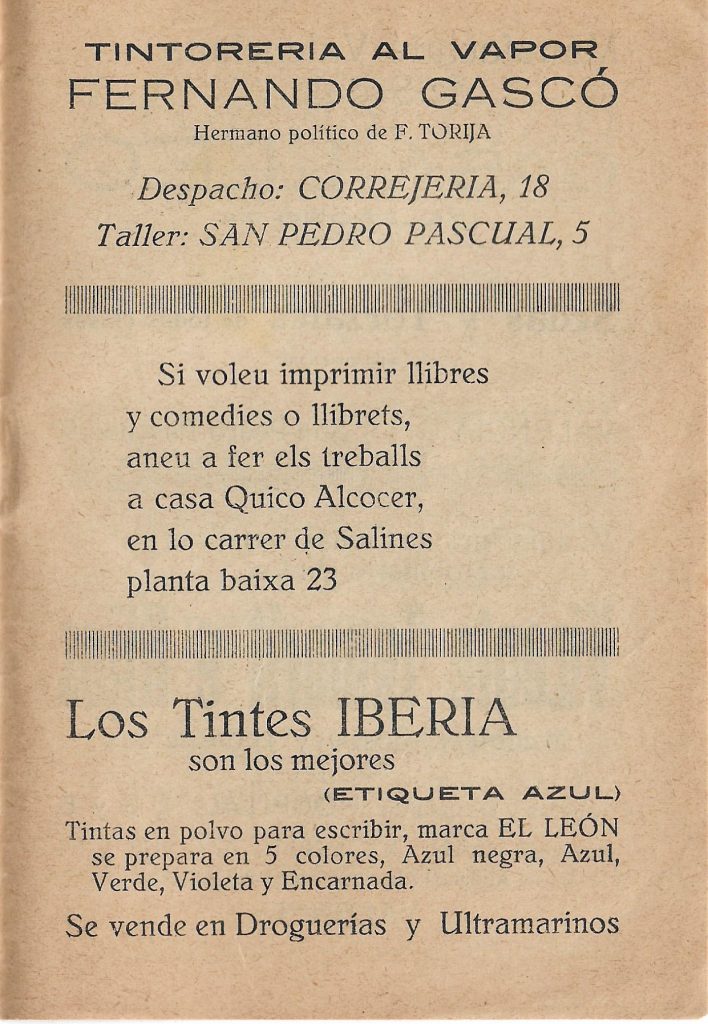 TINTORERIA AL VAPOR
FERNANDO GASCÓ
Hermano político de F. TORIJA
Despacho: CORREJERIA, 18
Taller: SAN PEDRO PASCUAL, 5
Si voleu imprimir llibres
y comedies o llibrets,
aneu a fer els treballs
a casa Quico Alcocer,
en lo carrer de Salines
planta baixa 23
Los Tintes IBERIA
son los mejores
(ETIQUETA AZUL)
Tintas en polvo para escribir, marca EL LEÓN
se prepara en 5 colores, Azul negra, Azul,
Verde, Violeta y Encarnada.
Se vende en Droguerías y Ultramarinos